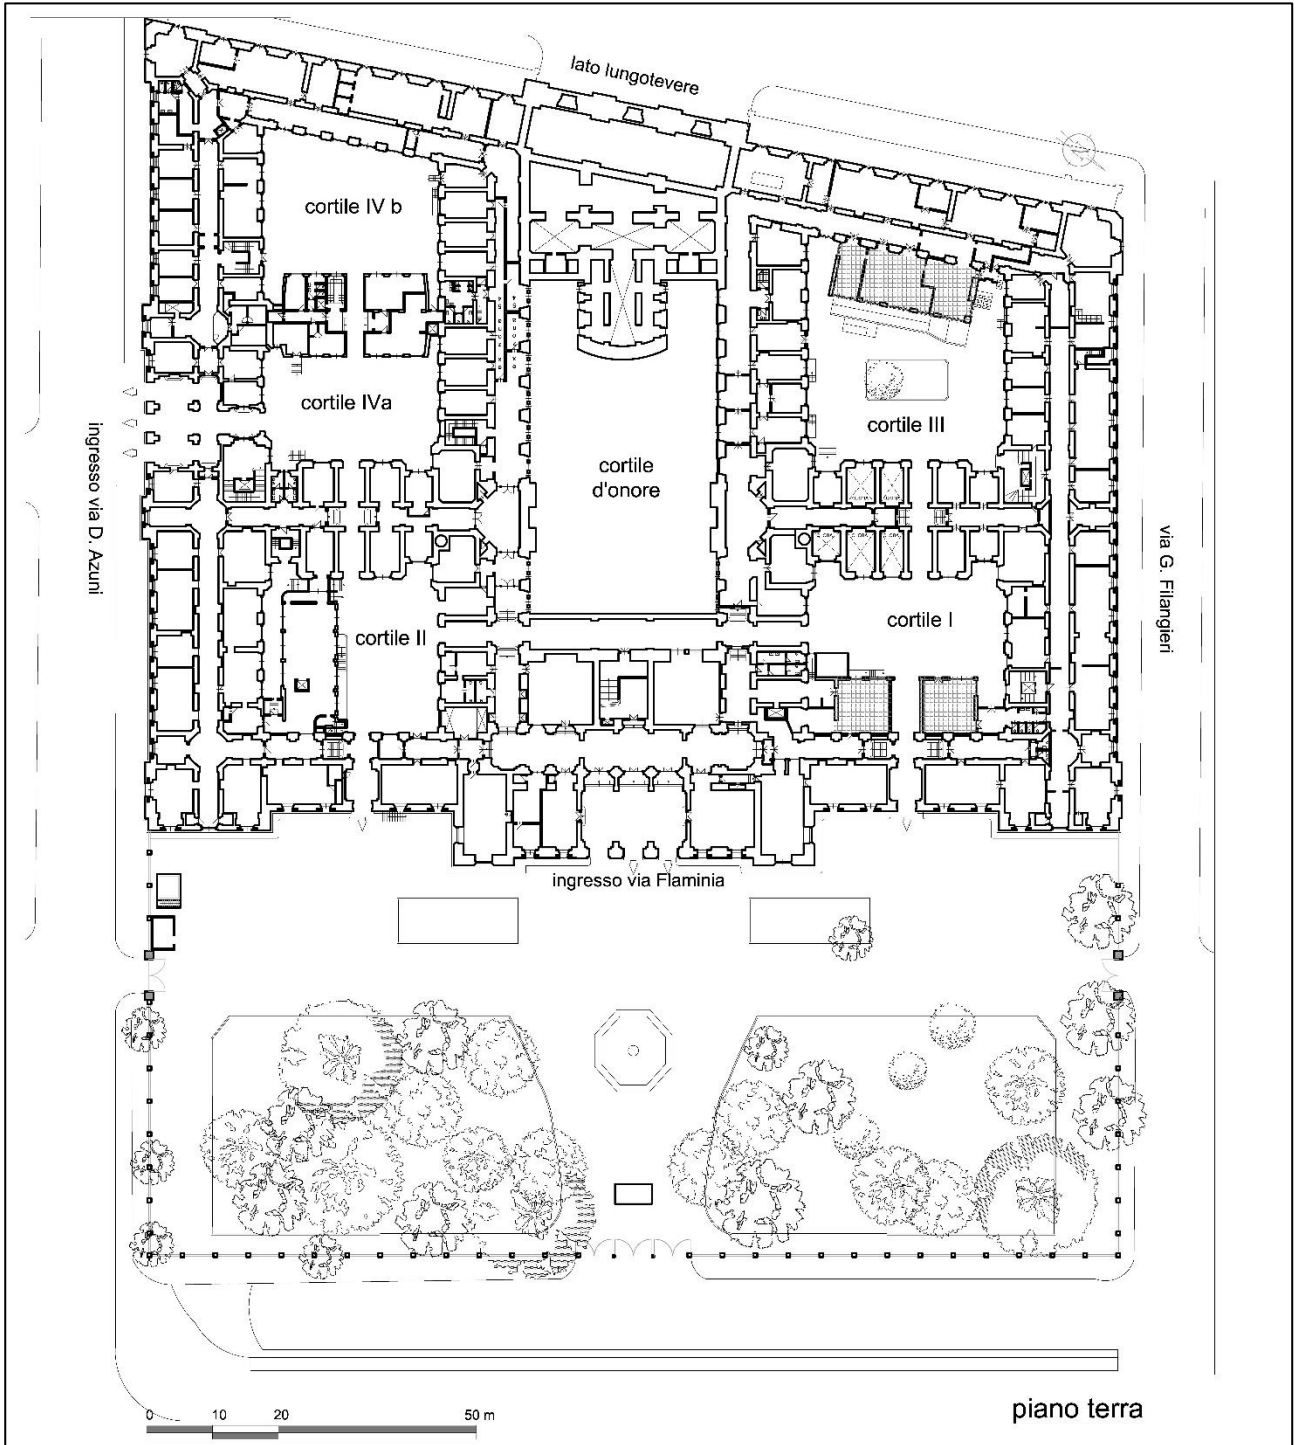 lato lungotevere
cortile IV b
cortile IVa
cortile III
cortile
d'onore
ingresso via D. Azuni
via G. Filangieri
cortile II
cortile I
ingresso via Flaminia
0 10 20 50 m
piano terra